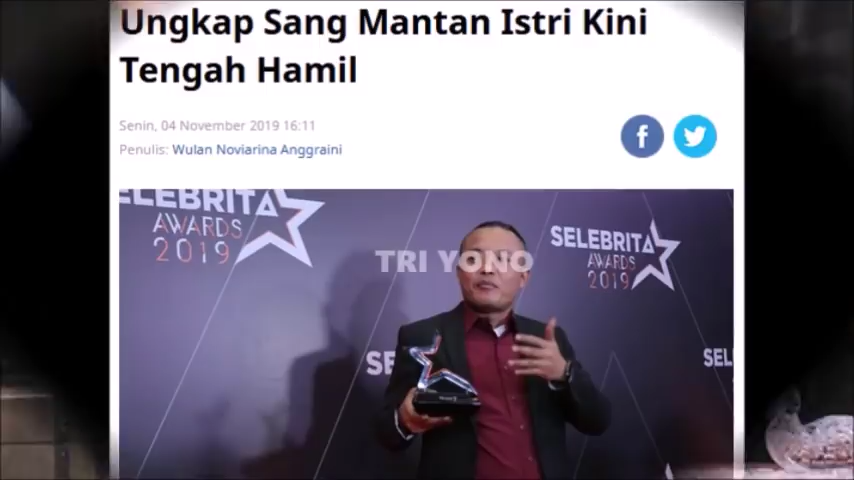 Ungkap Sang Mantan Istri Kini
Tengah Hamil
Senin, 04 November 2019 16:11
Penulis: Wulan Noviarina Anggraini
SELEBRITA
AWARDS
2019
SELEBRITA
AWARDS
2019
TRI YONO
SE
SELEB